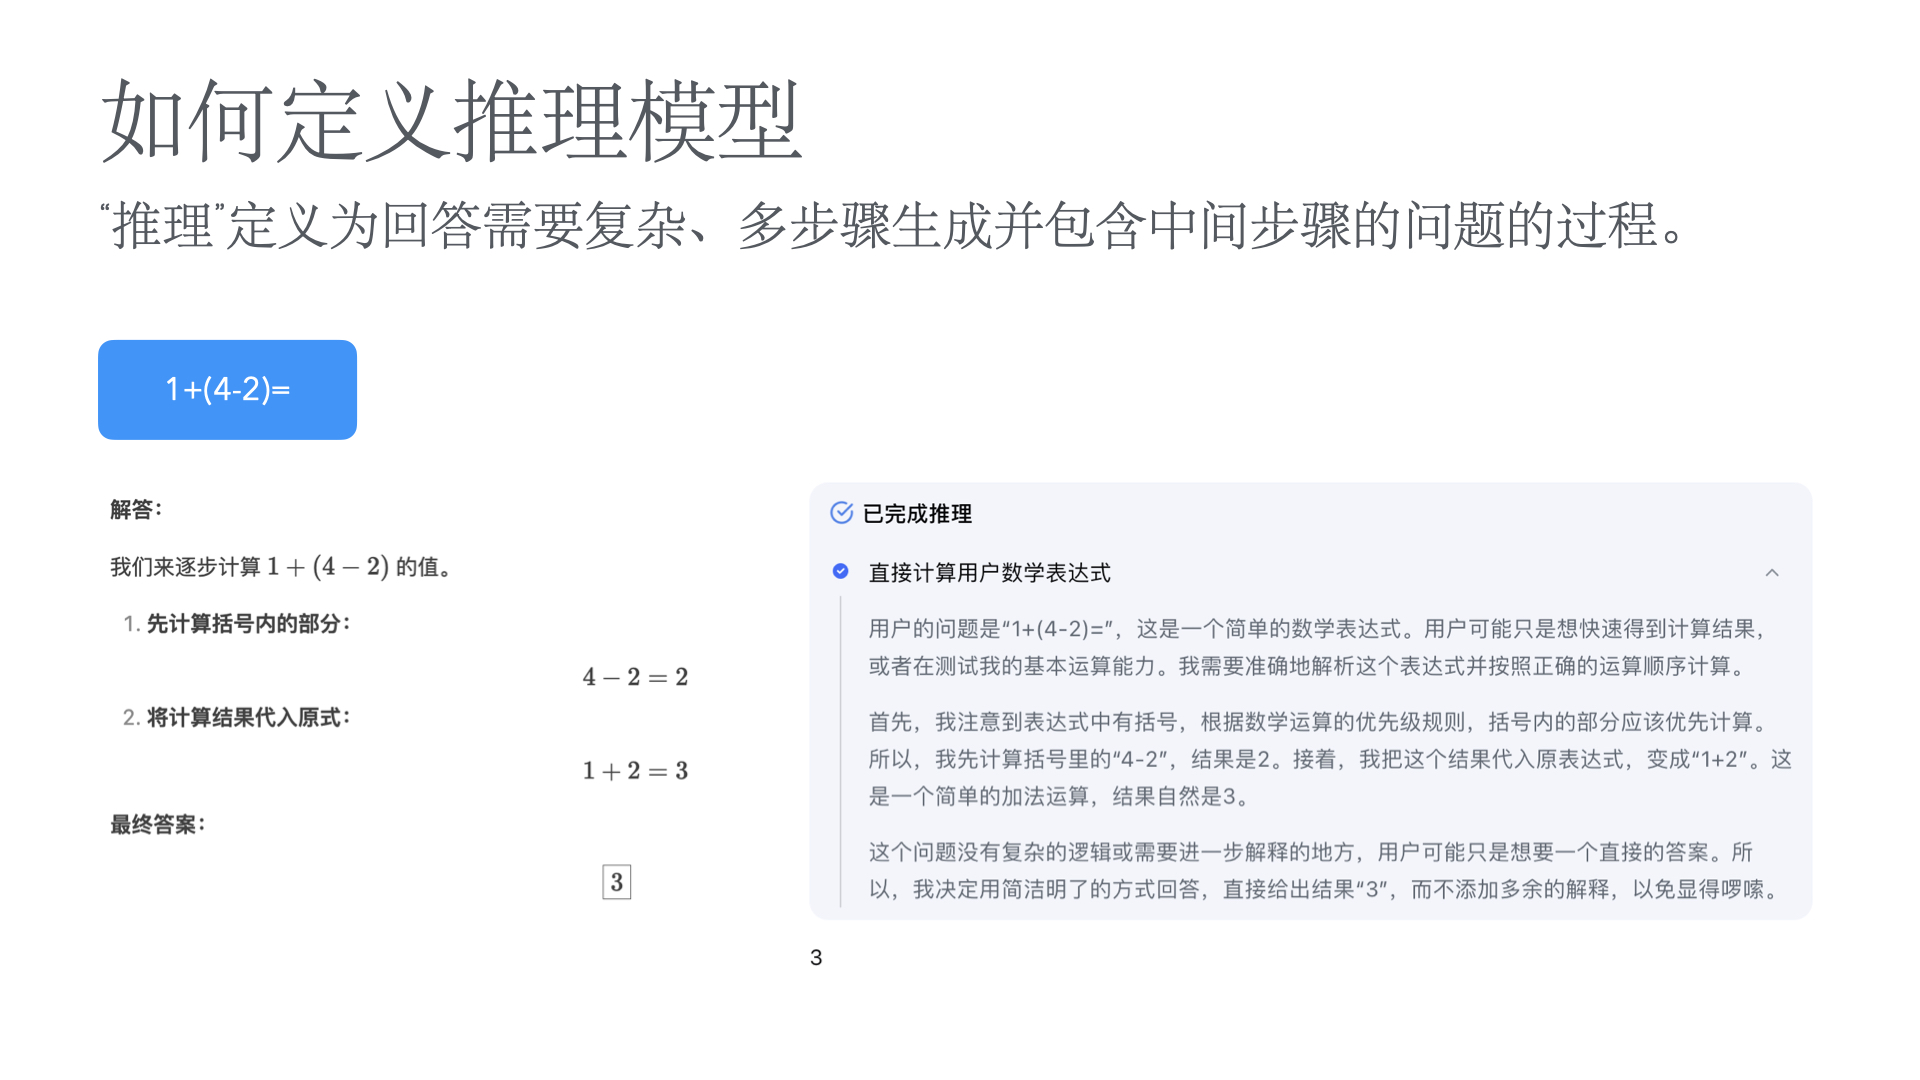 如何定义推理模型
“推理”定义为回答需要复杂、多步骤生成并包含中间步骤的问题的过程。
1+(4-2)=
解答：
我们来逐步计算 1 + (4 − 2) 的值。
1. 先计算括号内的部分：
4 − 2 = 2
2. 将计算结果代入原式：
1 + 2 = 3
最终答案：
3
已完成推理
直接计算用户数学表达式
用户的问题是“1+(4-2)=”，这是一个简单的数学表达式。用户可能只是想快速得到计算结果，
或者在测试我的基本运算能力。我需要准确地解析这个表达式并按照正确的运算顺序计算。
首先，我注意到表达式中有括号，根据数学运算的优先级规则，括号内的部分应该优先计算。
所以，我先计算括号里的“4-2”，结果是2。接着，我把这个结果代入原表达式，变成“1+2”。这
是一个简单的加法运算，结果自然是3。
这个问题没有复杂的逻辑或需要进一步解释的地方，用户可能只是想要一个直接的答案。所
以，我决定用简洁明了的方式回答，直接给出结果“3”，而不添加多余的解释，以免显得啰嗦。
3